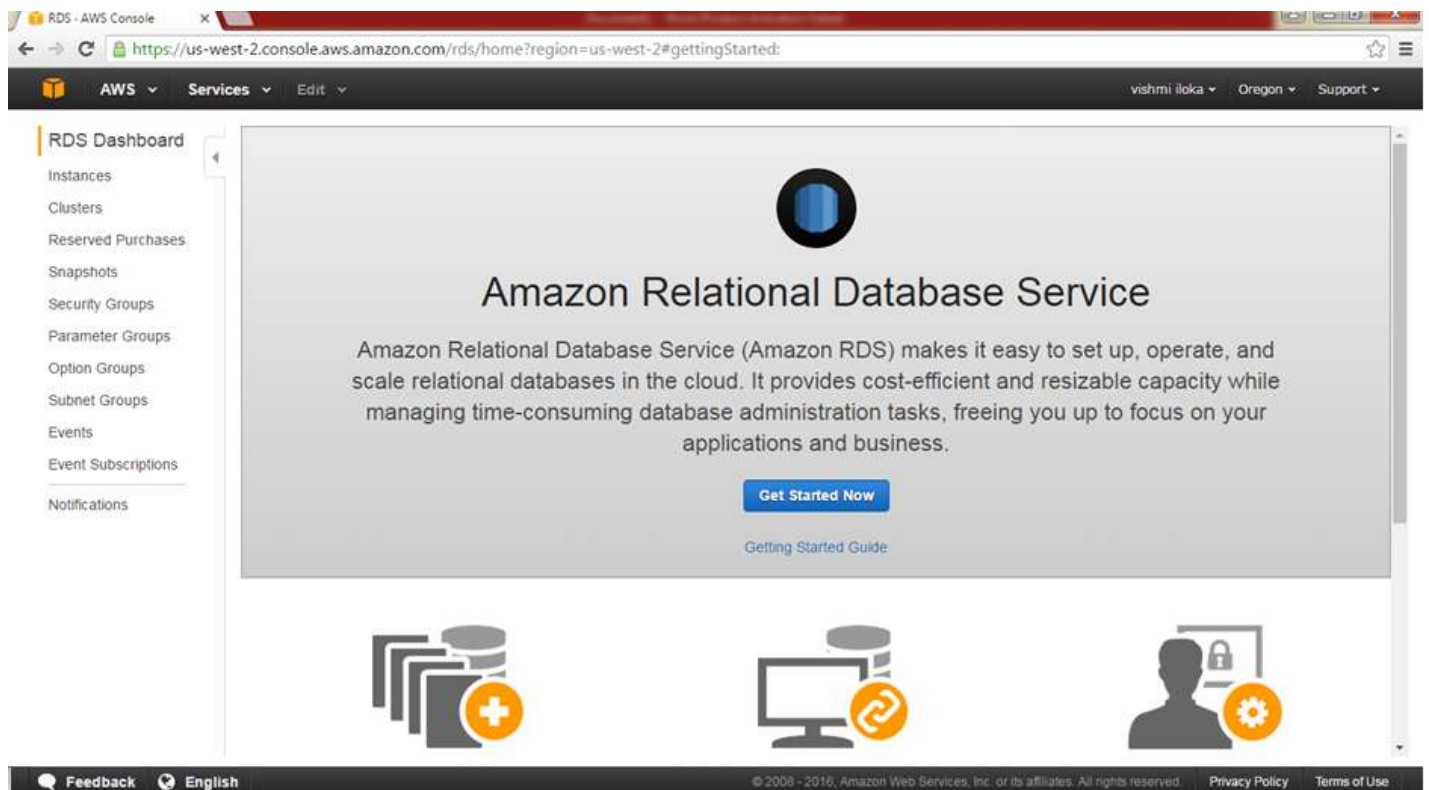 RDS - AWS Console
https://us-west-2.console.aws.amazon.com/rds/home?region=us-west-2#gettingStarted:
AWS Services Edit vishmi iloka Oregon Support
RDS Dashboard
Instances
Clusters
Reserved Purchases
Snapshots
Security Groups
Parameter Groups
Option Groups
Subnet Groups
Events
Event Subscriptions
Notifications
Amazon Relational Database Service
Amazon Relational Database Service (Amazon RDS) makes it easy to set up, operate, and
scale relational databases in the cloud. It provides cost-efficient and resizable capacity while
managing time-consuming database administration tasks, freeing you up to focus on your
applications and business.
Get Started Now
Getting Started Guide
Feedback English © 2008 - 2016, Amazon Web Services, Inc. or its affiliates. All rights reserved. Privacy Policy Terms of Use